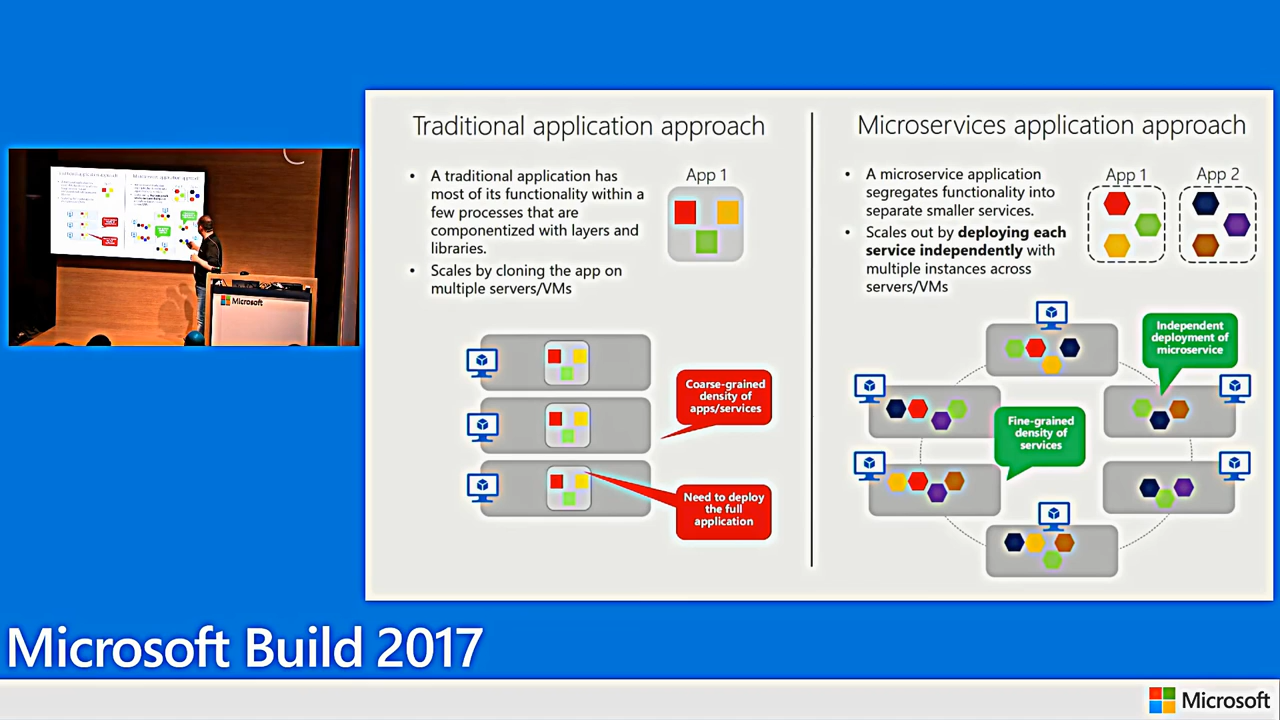 Traditional application approach
• A traditional application has
most of its functionality within a
few processes that are
componentized with layers and
libraries.
• Scales by cloning the app on
multiple servers/VMs
App 1
Coarse-grained
density of
apps/services
Need to deploy
the full
application
Microservices application approach
• A microservice application
segregates functionality into
separate smaller services.
• Scales out by deploying each
service independently with
multiple instances across
servers/VMs
App 1
App 2
Independent
deployment of
microservice
Fine-grained
density of
services
Microsoft
Microsoft Build 2017
Microsoft